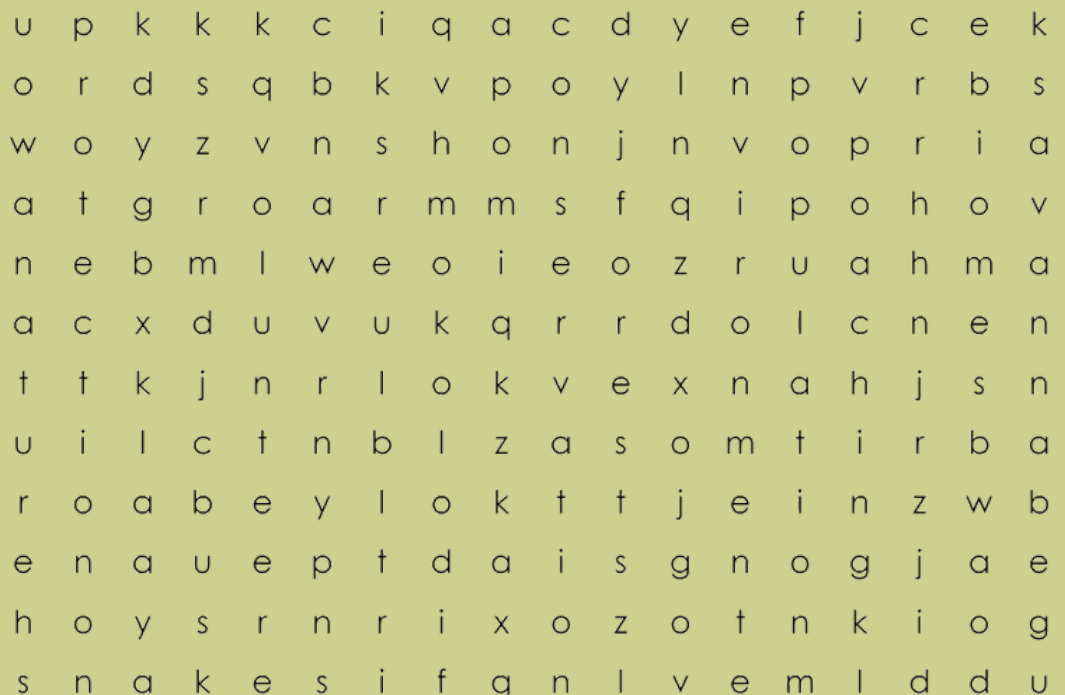 u p k k k c i q a c d y e f j c e k
o r d s q b k v p o y l n p v r b s
w o y z v n s h o n j n v o p r i a
a t g r o a r m m s f q i p o h o v
n e b m l w e o i e o z r u a h m a
a c x d u v u k q r r d o l c n e n
t t k j n r l o k v e x n a h j s n
u i l c t n b l z a s o m t i r b a
r o a b e y l o k t t j e i n z w b
e n a u e p t d a i s g n o g j a e
h o y s r n r i x o z o t n k i o g
s n a k e s i f q n l v e m l d d u